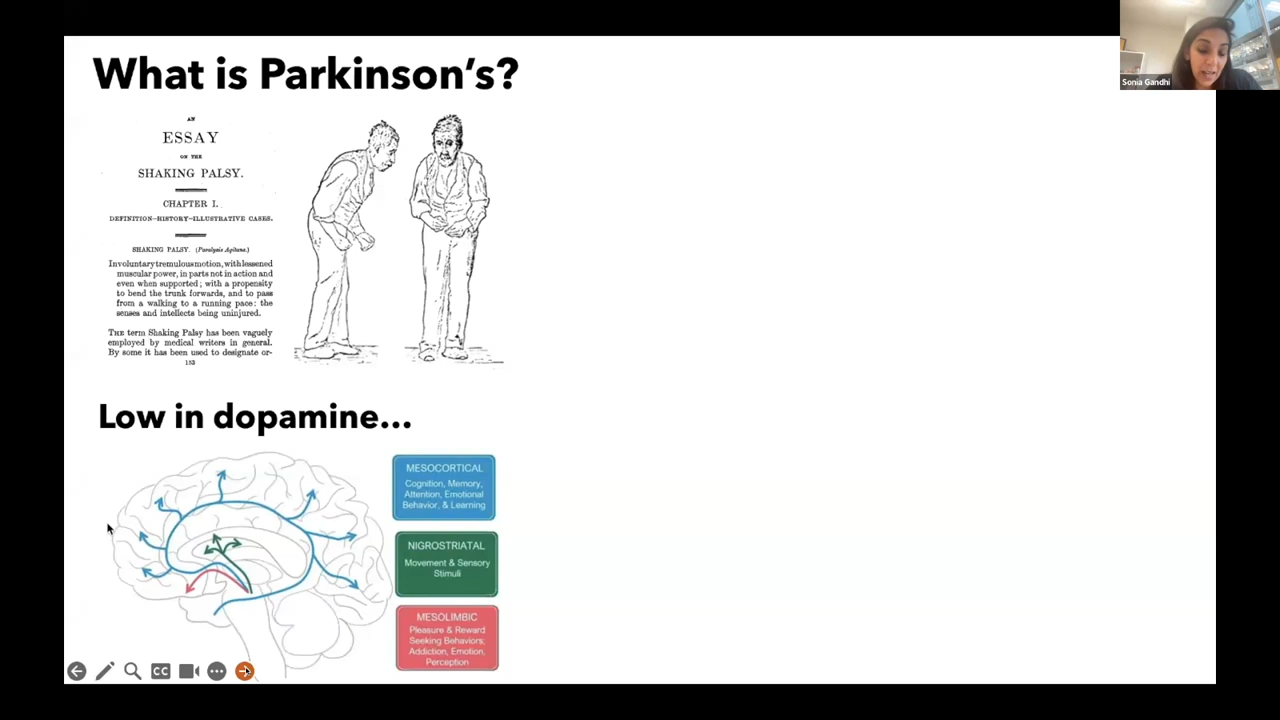 What is Parkinson's?
Sonia Gandhi
AN
ESSAY
ON THE
SHAKING PALSY.
CHAPTER I.
DEFINITION—HISTORY—ILLUSTRATIVE CASES.
SHAKING PALSY. (Paralysis Agitans.)
Involuntary tremulous motion, with lessened
muscular power, in parts not in action and
even when supported; with a propensity
to bend the trunk forwards, and to pass
from a walking to a running pace: the
senses and intellects being uninjured.
THE term Shaking Palsy has been vaguely
employed by medical writers in general.
By some it has been used to designate or-
153
Low in dopamine...
MESOCORTICAL
Cognition, Memory,
Attention, Emotional
Behavior, & Learning
NIGROSTRIATAL
Movement & Sensory
Stimuli
MESOLIMBIC
Pleasure & Reward
Seeking Behaviors,
Addiction, Emotion,
Perception
CC